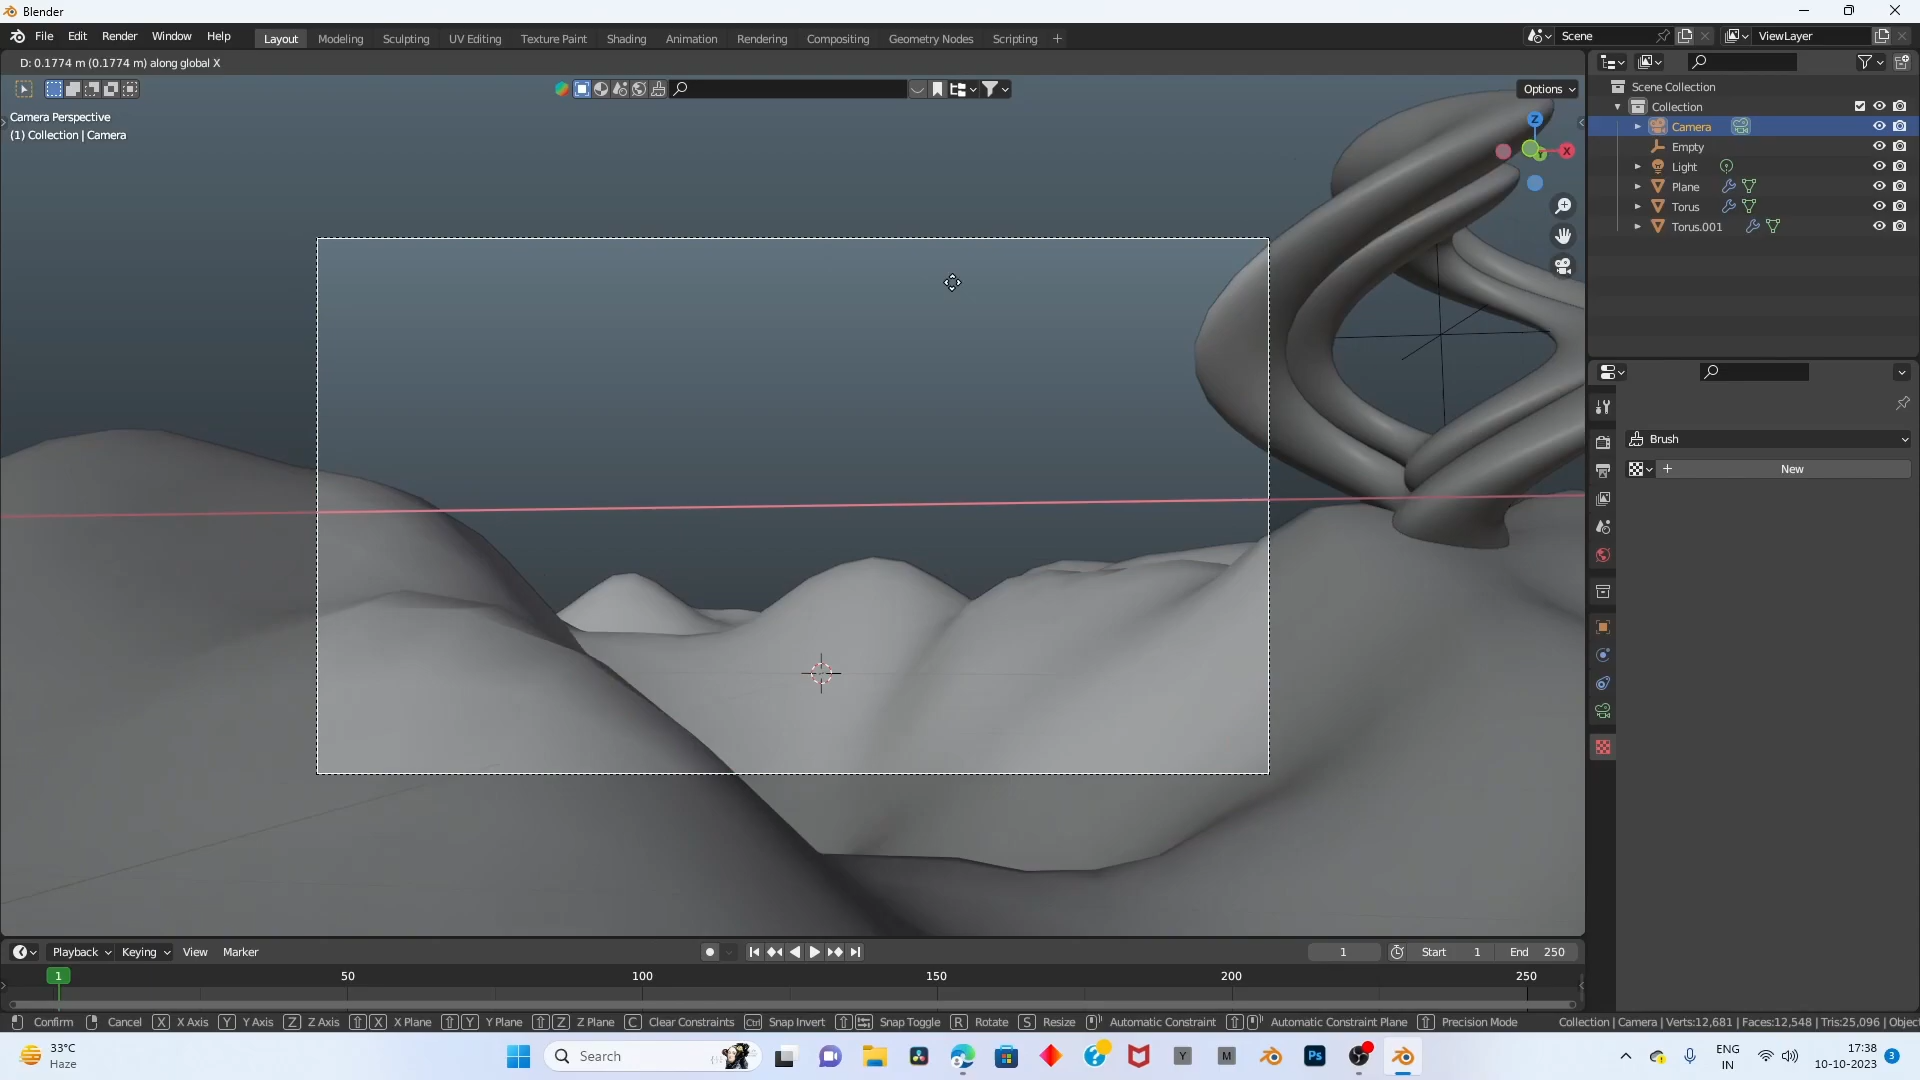 Blender
File Edit Render Window Help Layout Modeling Sculpting UV Editing Texture Paint Shading Animation Rendering Compositing Geometry Nodes Scripting + Scene ViewLayer
D: 0.1774 m (0.1774 m) along global X
Options
Camera Perspective
(1) Collection | Camera
Z
X
Y
Scene Collection
Collection
Camera
Empty
Light
Plane
Torus
Torus.001
Brush
+ New
Playback Keying View Marker 1 Start 1 End 250
1 50 100 150 200 250
Confirm Cancel X X Axis Y Y Axis Z Z Axis X X Plane Y Y Plane Z Z Plane C Clear Constraints Ctrl Snap Invert Snap Toggle R Rotate S Resize Automatic Constraint Automatic Constraint Plane Precision Mode Collection | Camera | Verts:12,681 | Faces:12,548 | Tris:25,096 | Objec
33°C
Haze
Search
Y
M
Ps
ENG
IN
17:38
10-10-2023
3